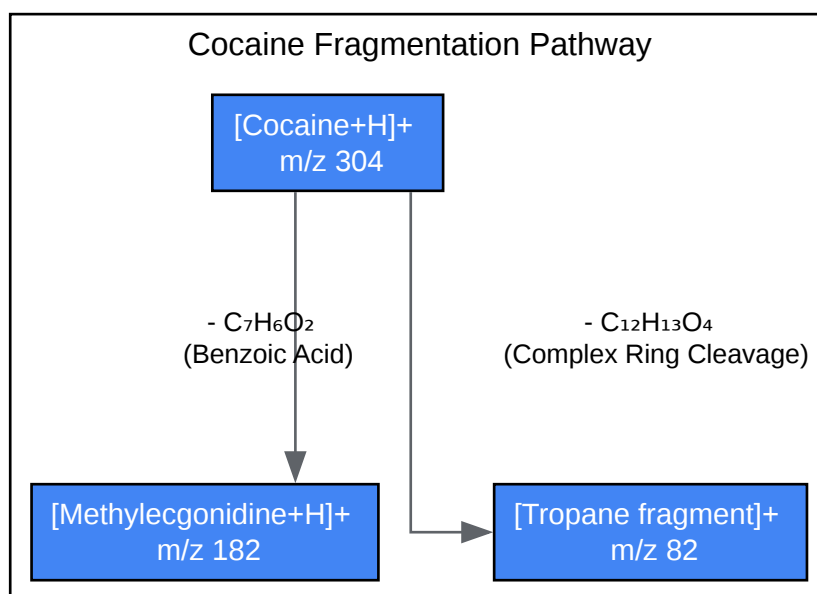 Cocaine Fragmentation Pathway
[Cocaine+H]+
m/z 304
- C₇H₆O₂
(Benzoic Acid)
- C₁₂H₁₃O₄
(Complex Ring Cleavage)
[Methylecgonidine+H]+
m/z 182
[Tropane fragment]+
m/z 82